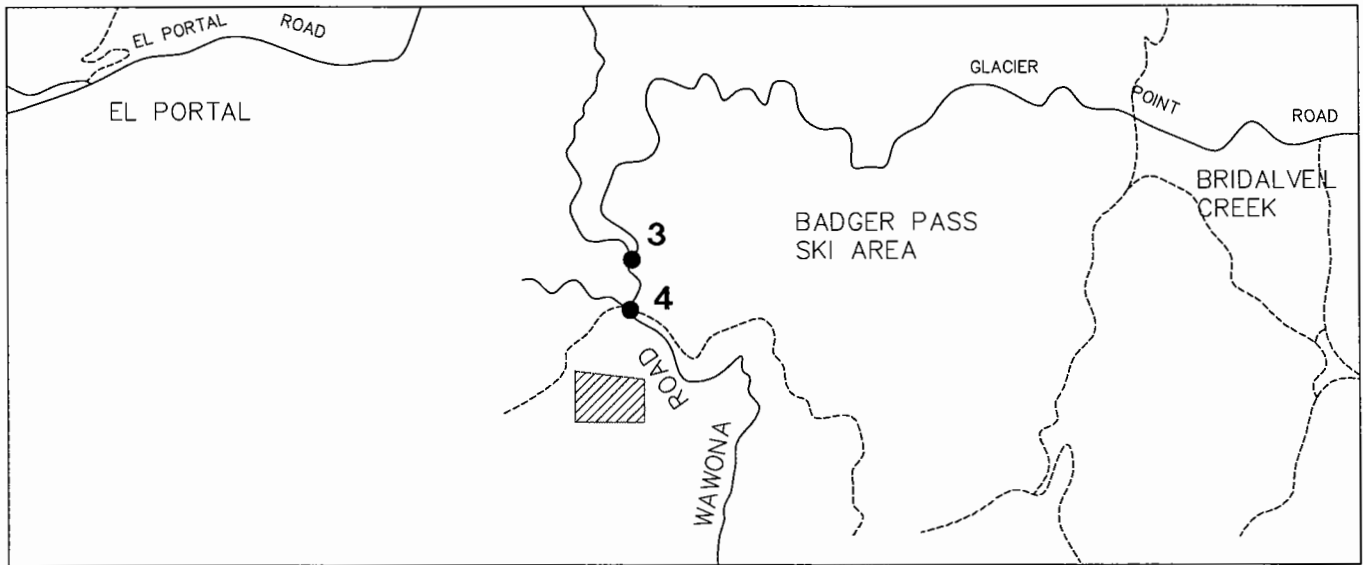 EL PORTAL ROAD
EL PORTAL
GLACIER POINT ROAD
BRIDALVEIL
CREEK
BADGER PASS
SKI AREA
3
4
ROAD
WAWONA